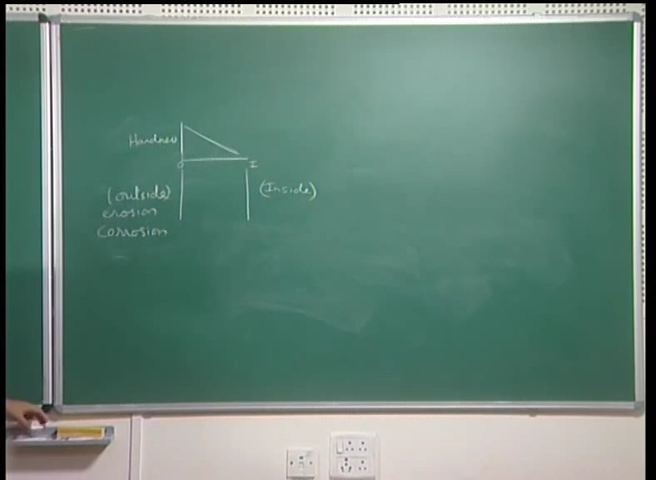 Hardness
O I
(outside) (Inside)
erosion
Corrosion